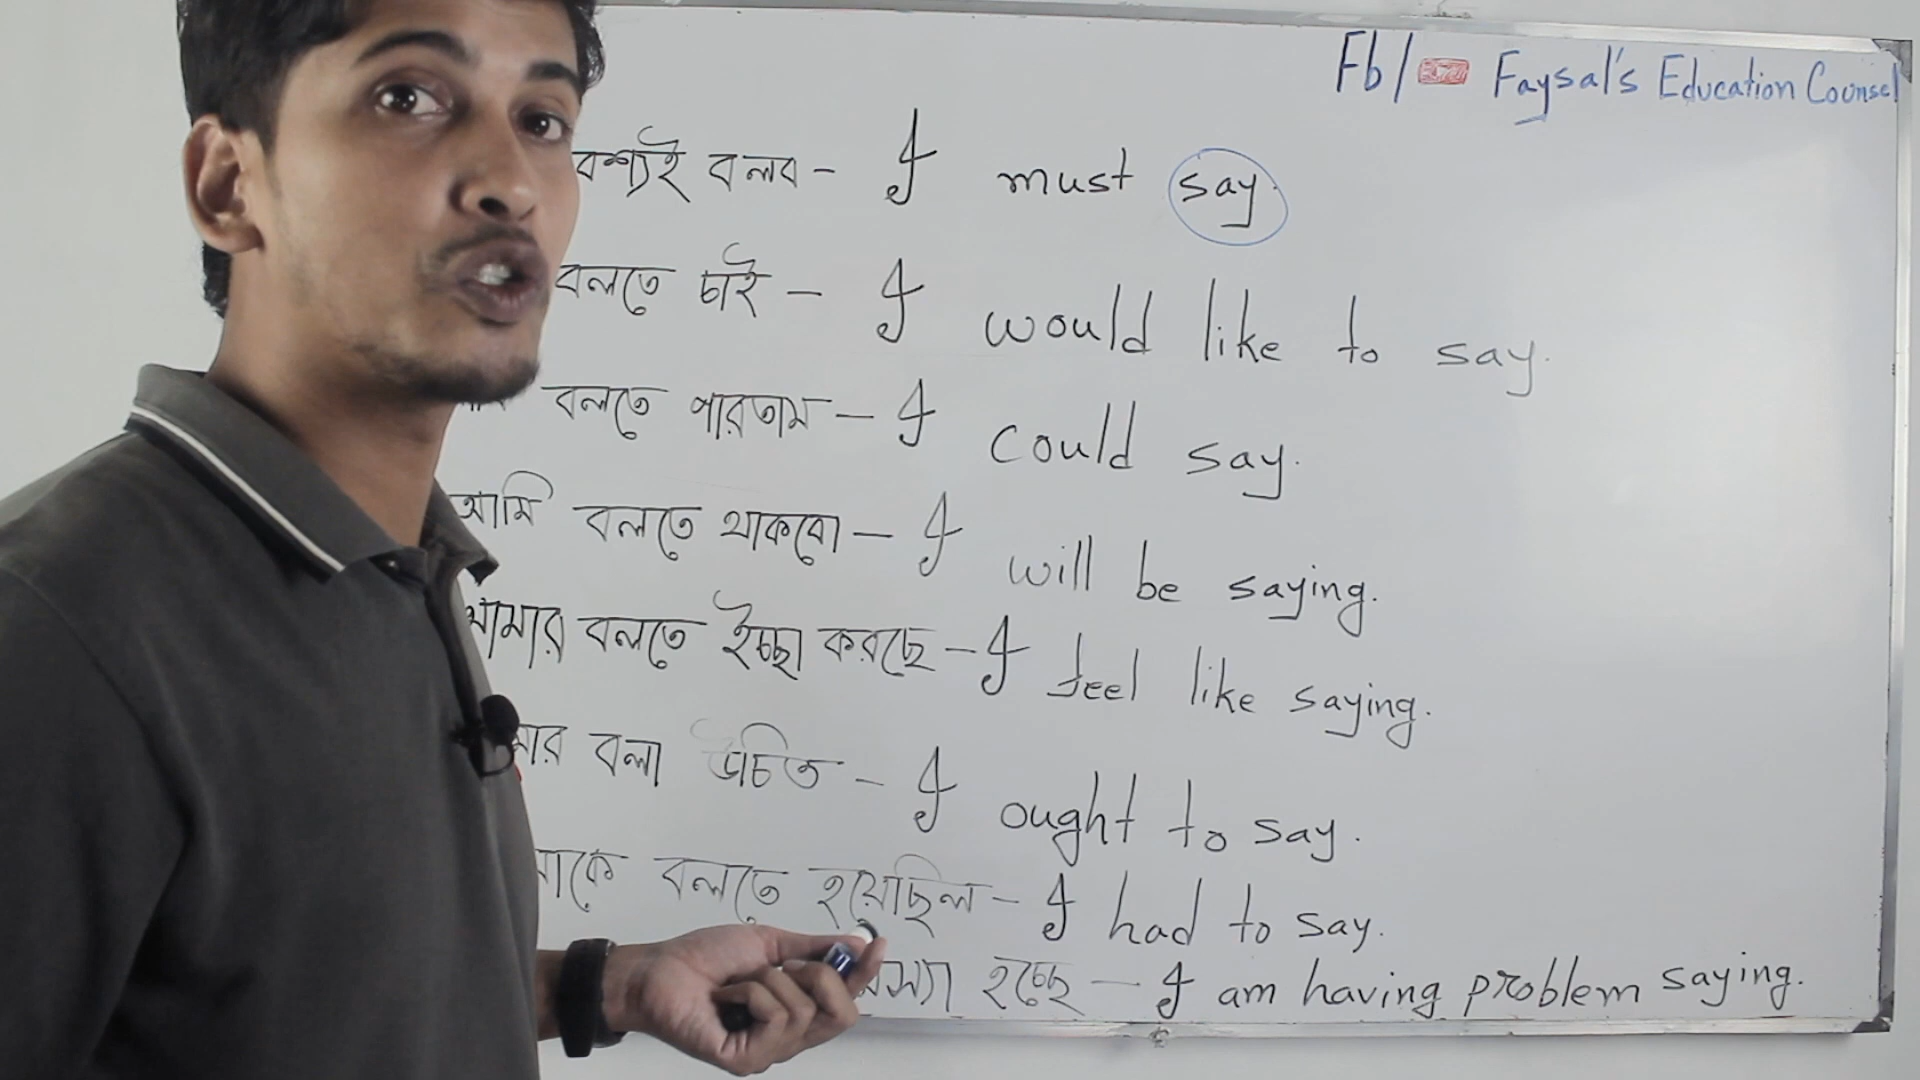 Fb/ Faysal's Education Counsel
বশ্যই বলব - I must say.
বলতে চাই - I would like to say.
বলতে পারতাম - I could say.
আমি বলতে থাকবো - I will be saying.
আমার বলতে ইচ্ছা করছে - I feel like saying.
মার বলা উচিত - I ought to say.
মাকে বলতে হয়েছিল - I had to say.
মস্যা হচ্ছে - I am having problem saying.